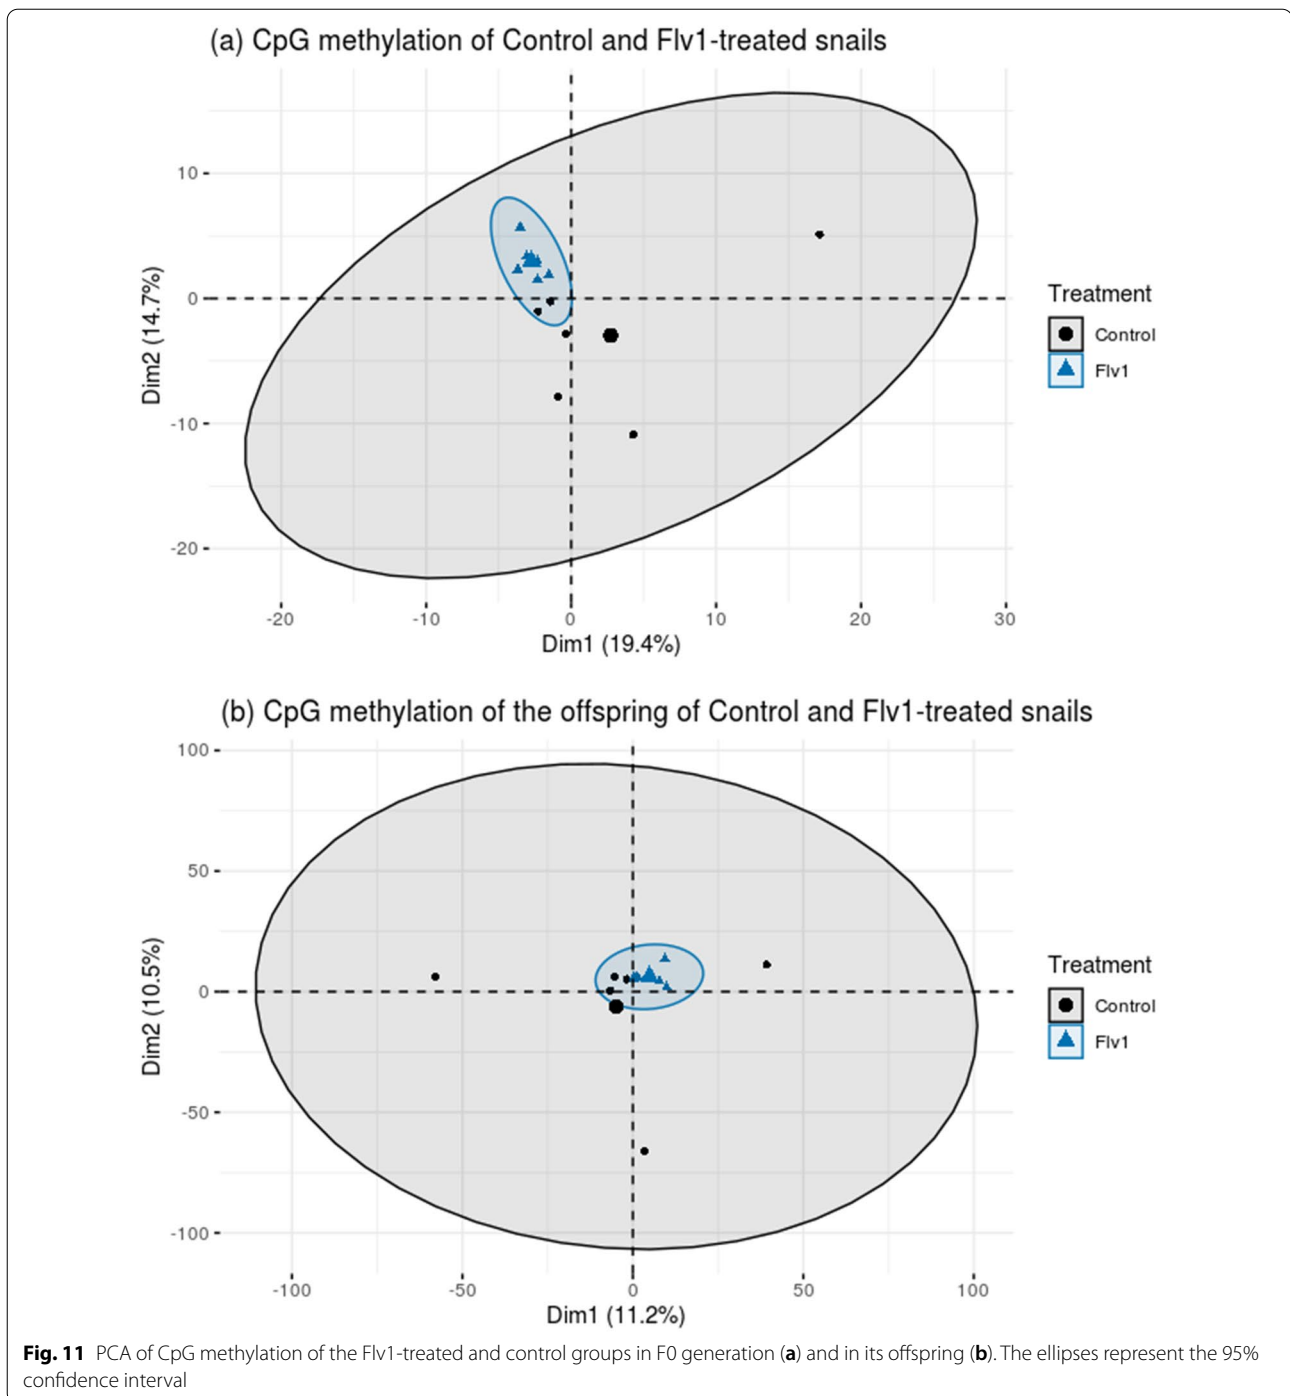 (a) CpG methylation of Control and Flv1-treated snails
10
0
-10
-20
Dim2 (14.7%)
-20 -10 0 10 20 30
Dim1 (19.4%)
Treatment
Control
Flv1
(b) CpG methylation of the offspring of Control and Flv1-treated snails
100
50
0
-50
-100
Dim2 (10.5%)
-100 -50 0 50 100
Dim1 (11.2%)
Treatment
Control
Flv1
Fig. 11 PCA of CpG methylation of the Flv1-treated and control groups in F0 generation (a) and in its offspring (b). The ellipses represent the 95%
confidence interval